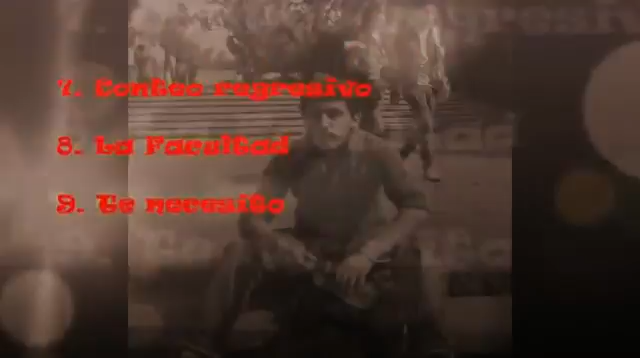 7. Conteo regresivo
8. La Facultad
9. Te necesito